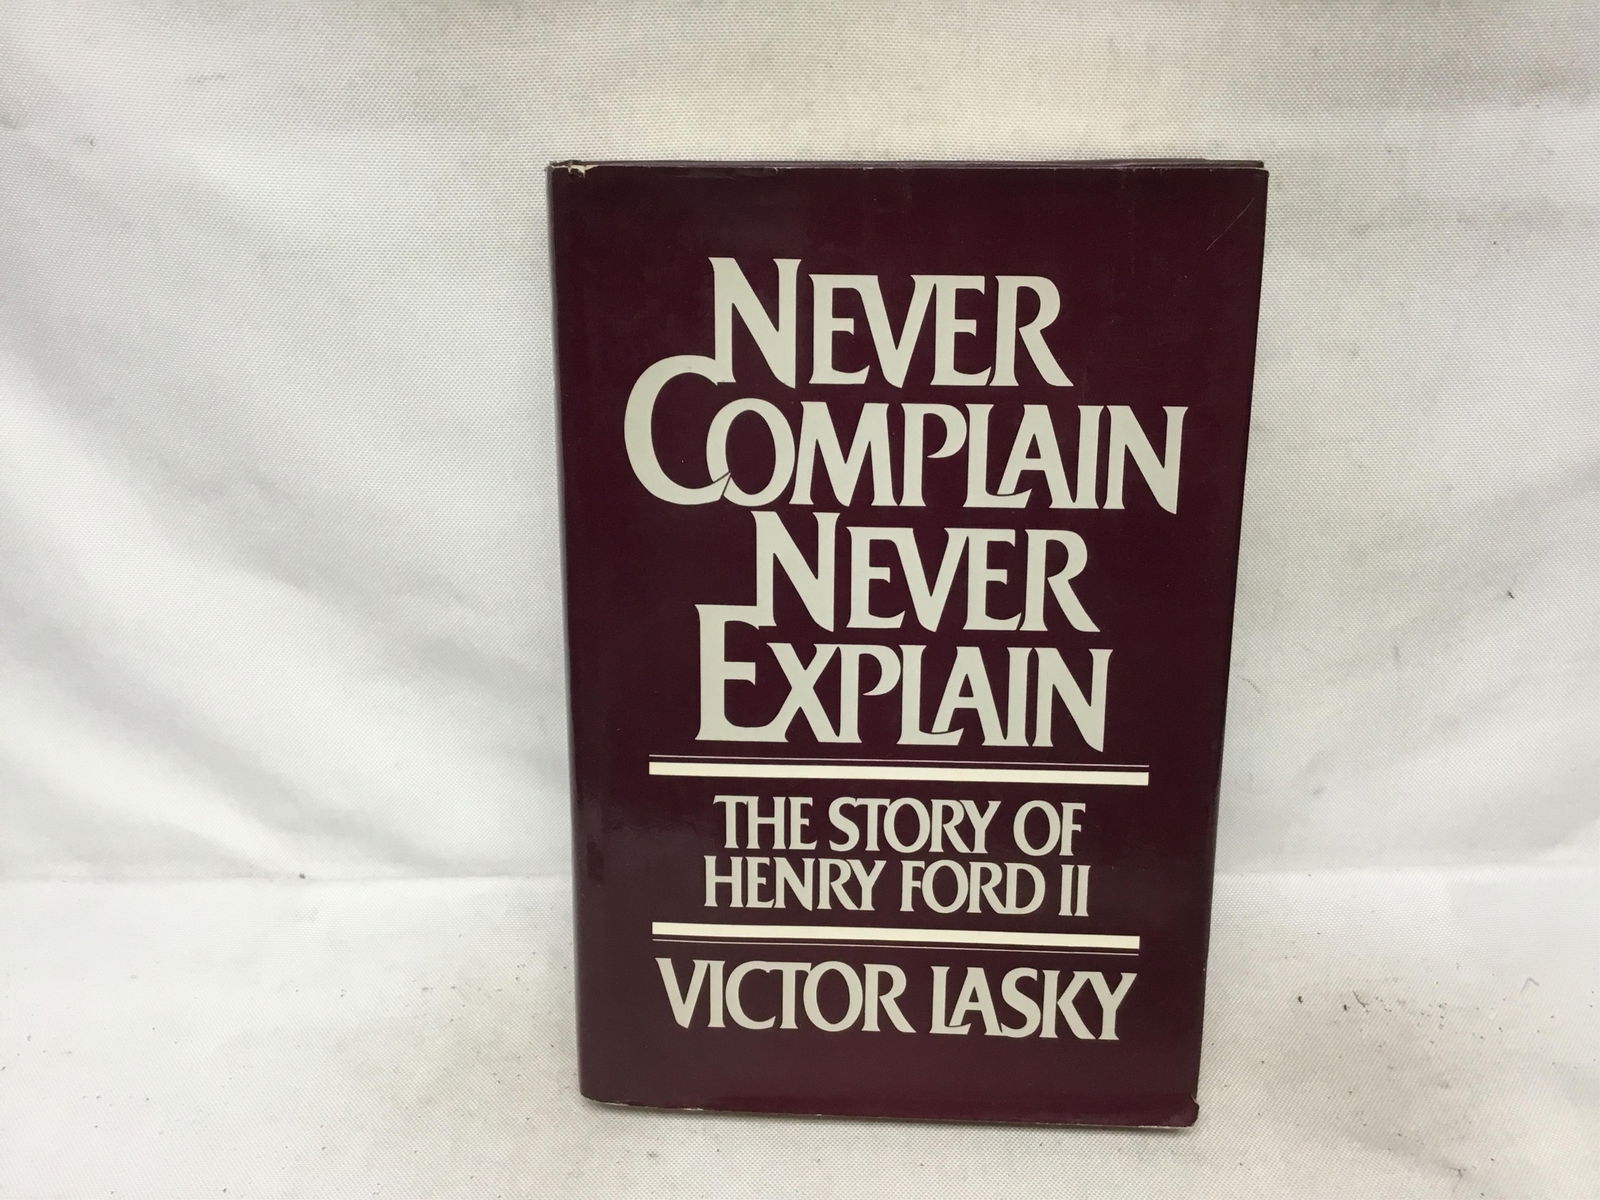 NEVER
COMPLAIN
NEVER
EXPLAIN
THE STORY OF
HENRY FORD II
VICTOR LASKY